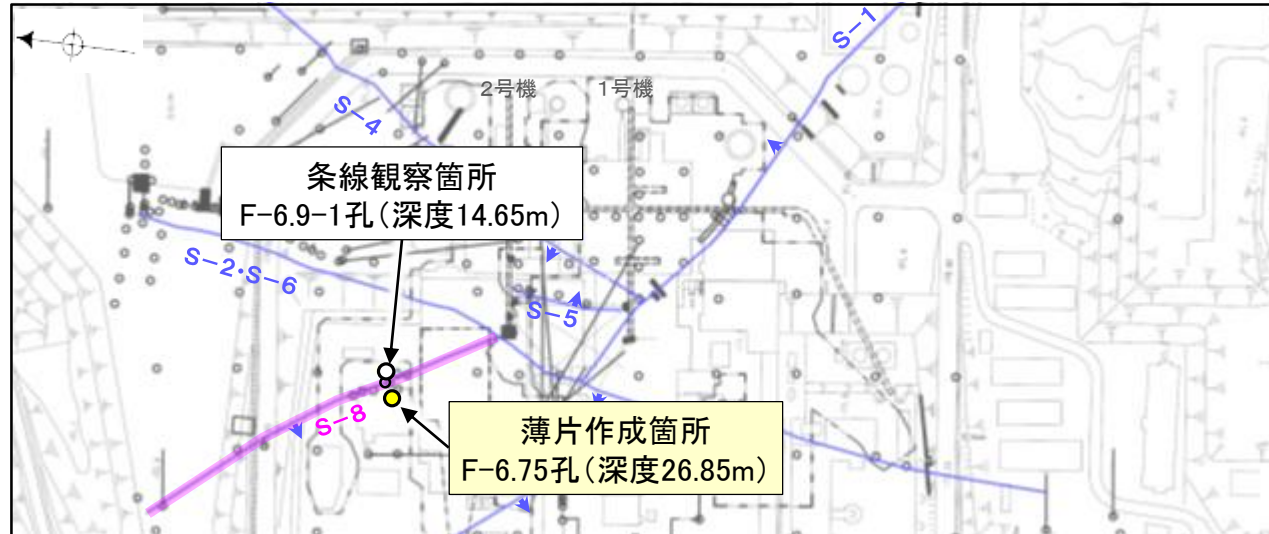 S-1
2号機
1号機
S-4
条線観察箇所
F-6.9-1孔(深度14.65m)
S-2・S-6
S-5
S-8
薄片作成箇所
F-6.75孔(深度26.85m)